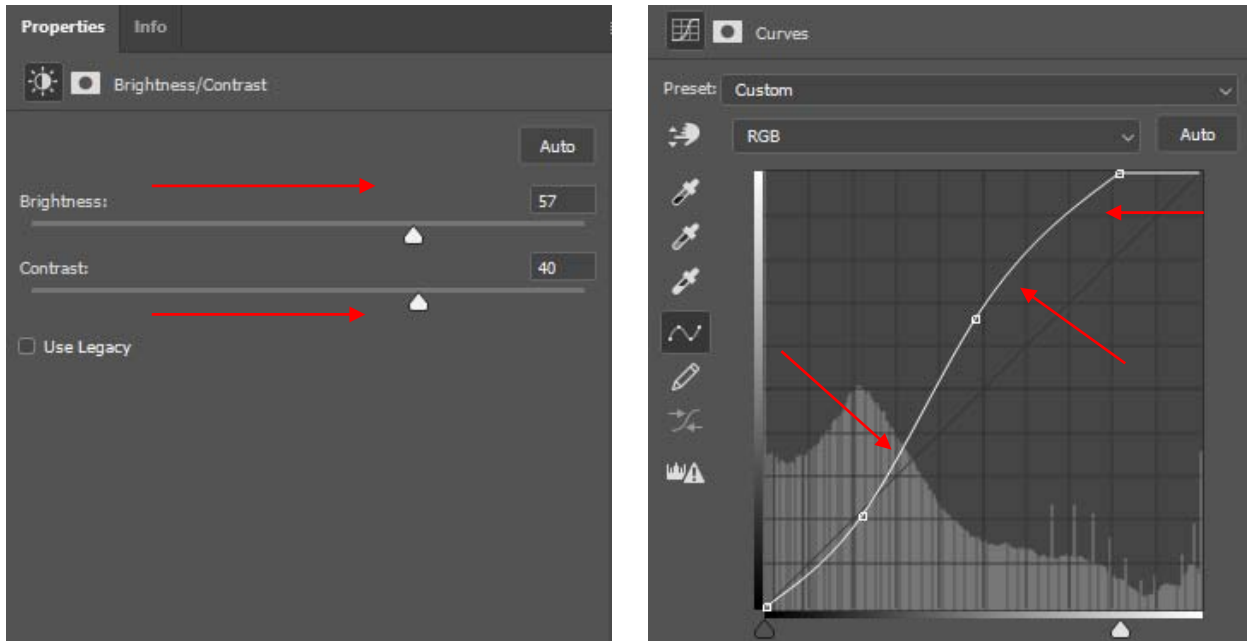 Properties Info
Brightness/Contrast
Auto
Brightness: 57
Contrast: 40
Use Legacy
Curves
Preset: Custom
RGB Auto